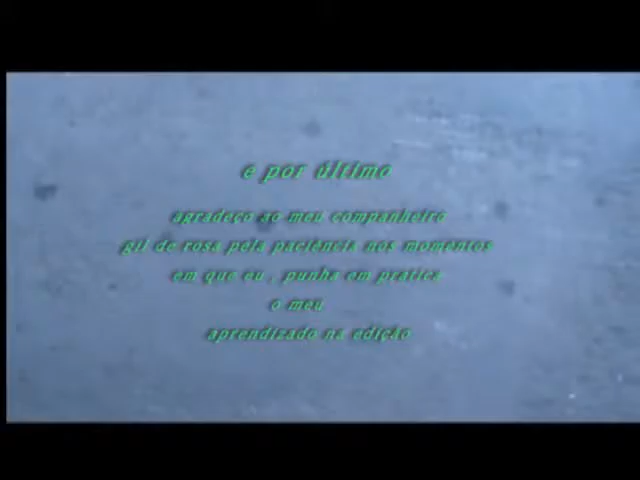 e por último
agradeço ao meu companheiro
gil de rosa pela paciência nos momentos
em que eu, punha em prática
o meu
aprendizado na edição